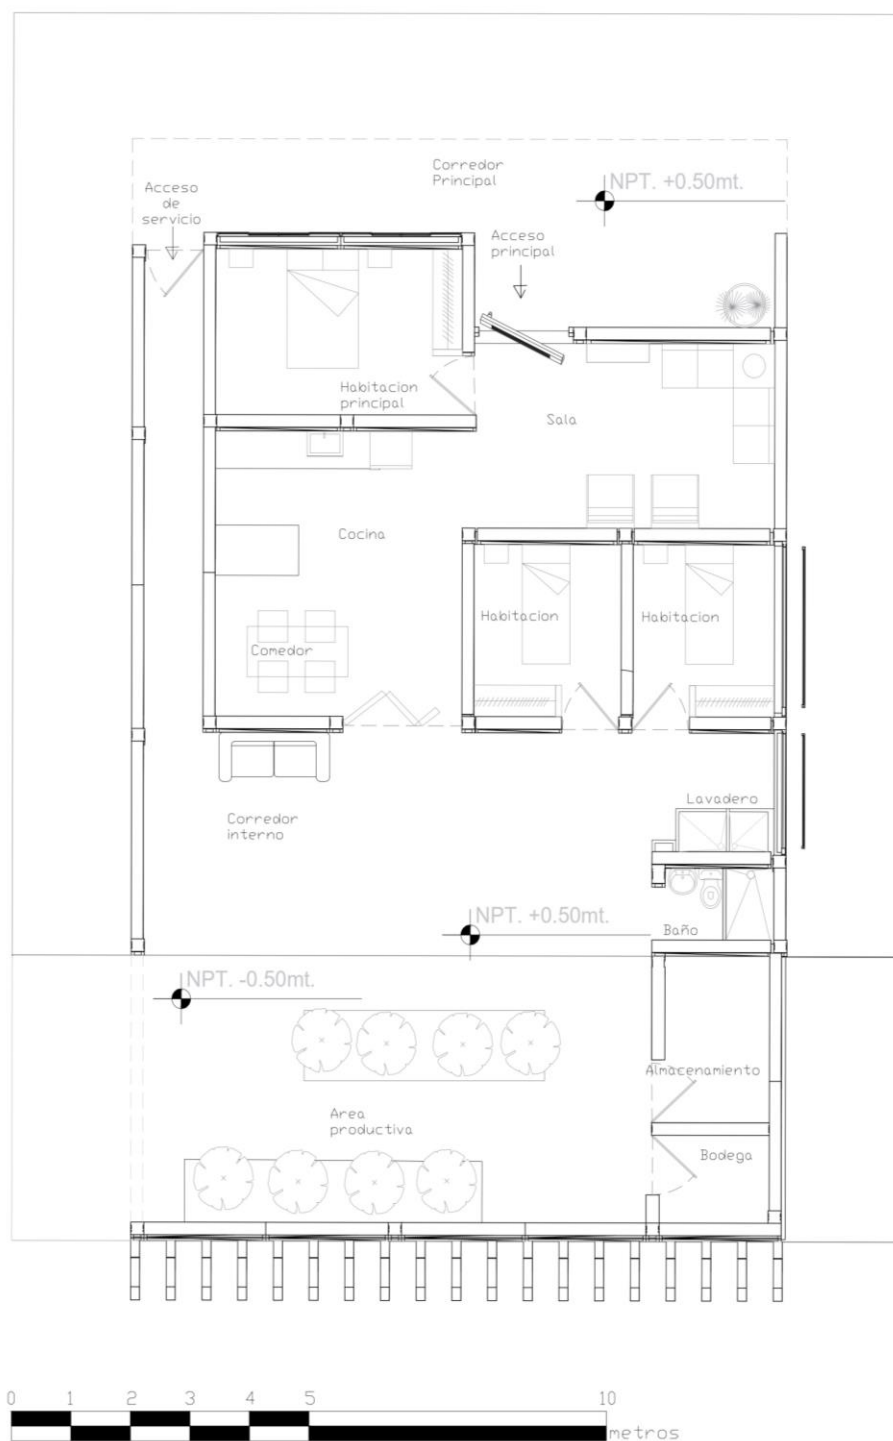 Corredor
Principal
NPT. +0.50mt.
Acceso
de
servicio
Acceso
principal
Habitacion
principal
Sala
Cocina
Habitacion
Habitacion
Comedor
Lavadero
Corredor
interno
NPT. +0.50mt.
Baño
NPT. -0.50mt.
Almacenamiento
Area
productiva
Bodega
0 1 2 3 4 5 10
metros